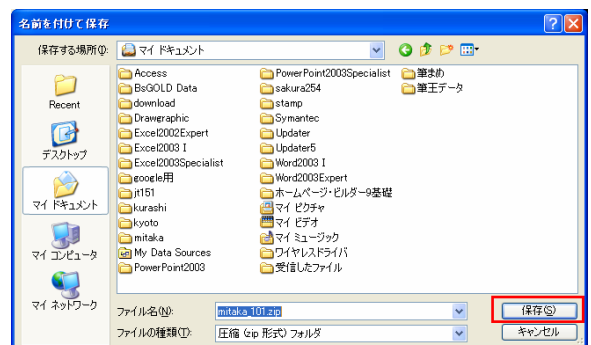 名前を付けて保存
保存する場所(I):
マイ ドキュメント
Recent
デスクトップ
マイ ドキュメント
マイ コンピュータ
マイ ネットワーク
Access
BsGOLD Data
download
Drawgraphic
Excel2002Expert
Excel2003 I
Excel2003Specialist
google用
jt151
kurashi
kyoto
mitaka
My Data Sources
PowerPoint2003
PowerPoint2003Specialist
sakura254
stamp
Symantec
Updater
Updater5
Word2003 I
Word2003Expert
ホームページ・ビルダー9基礎
マイ ピクチャ
マイ ビデオ
マイ ミュージック
ワイヤレスドライバ
受信したファイル
筆まめ
筆王データ
ファイル名(N):
mitaka_101.zip
保存(S)
ファイルの種類(T):
圧縮 (zip 形式) フォルダ
キャンセル